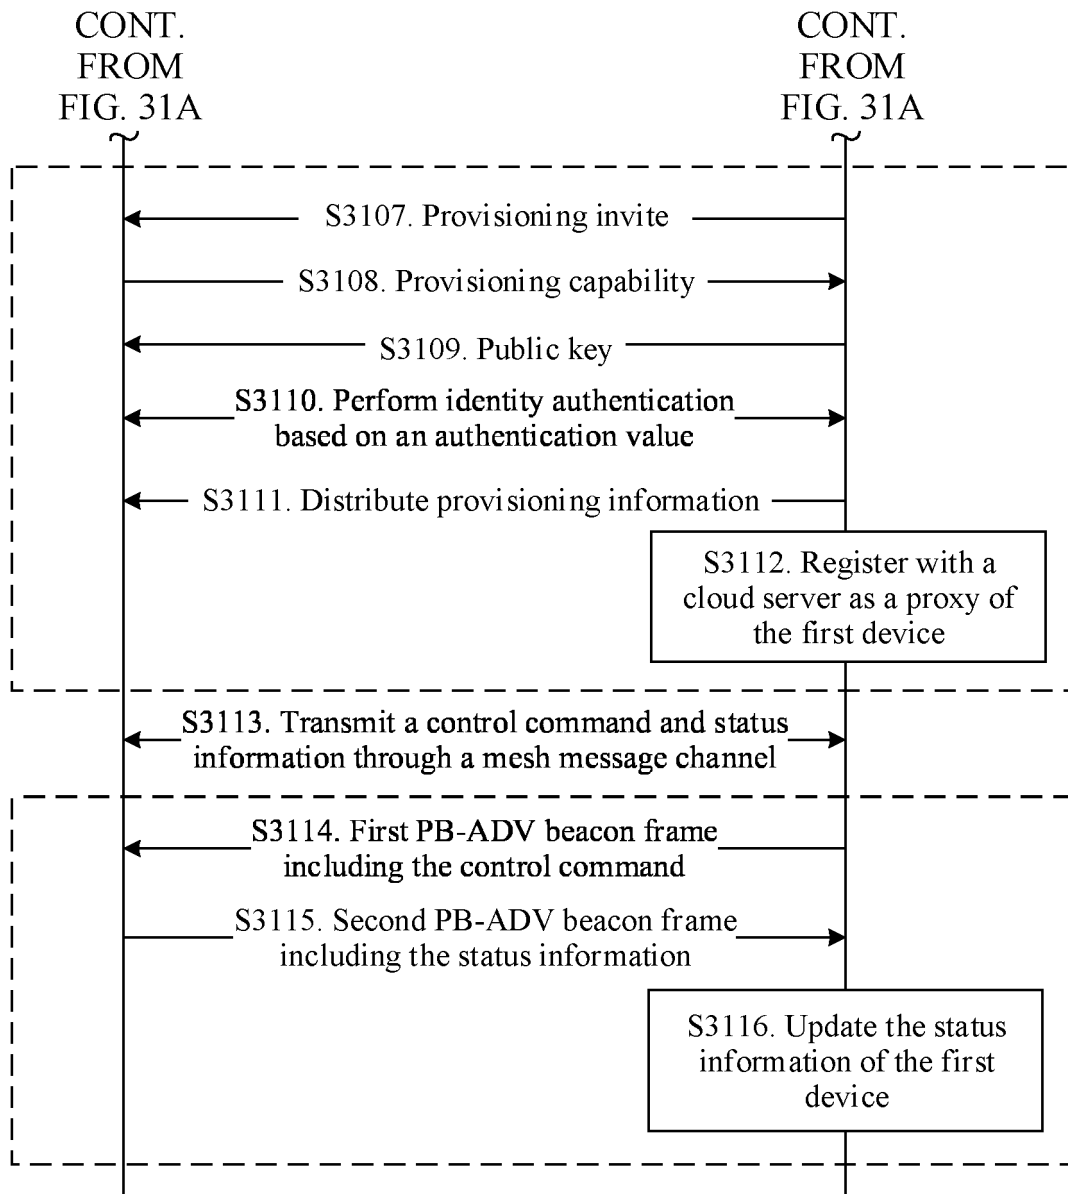 CONT.
FROM
FIG. 31A
CONT.
FROM
FIG. 31A
S3107. Provisioning invite
S3108. Provisioning capability
S3109. Public key
S3110. Perform identity authentication
based on an authentication value
S3111. Distribute provisioning information
S3112. Register with a
cloud server as a proxy of
the first device
S3113. Transmit a control command and status
information through a mesh message channel
S3114. First PB-ADV beacon frame
including the control command
S3115. Second PB-ADV beacon frame
including the status information
S3116. Update the status
information of the first
device